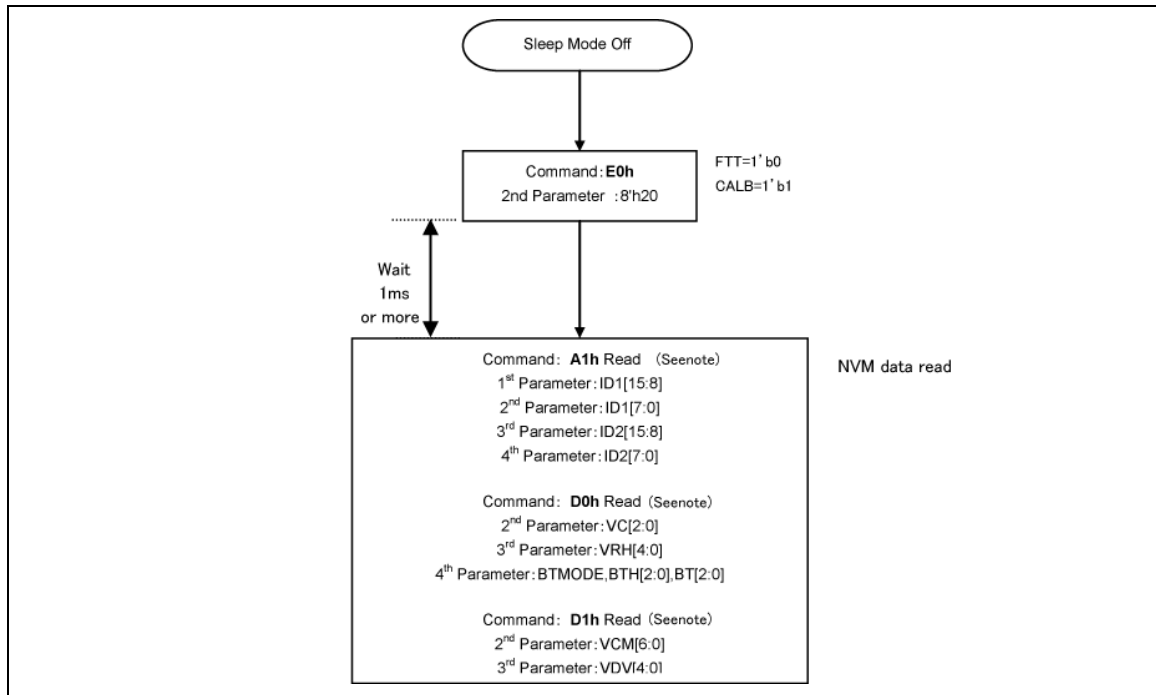 Sleep Mode Off
Command: E0h
2nd Parameter :8'h20
FTT=1'b0
CALB=1'b1
Wait
1ms
or more
Command: A1h Read (Seenote)
1st Parameter:ID1[15:8]
2nd Parameter:ID1[7:0]
3rd Parameter:ID2[15:8]
4th Parameter:ID2[7:0]
NVM data read
Command: D0h Read (Seenote)
2nd Parameter:VC[2:0]
3rd Parameter:VRH[4:0]
4th Parameter:BTMODE,BTH[2:0],BT[2:0]
Command: D1h Read (Seenote)
2nd Parameter:VCM[6:0]
3rd Parameter:VDV[4:0]